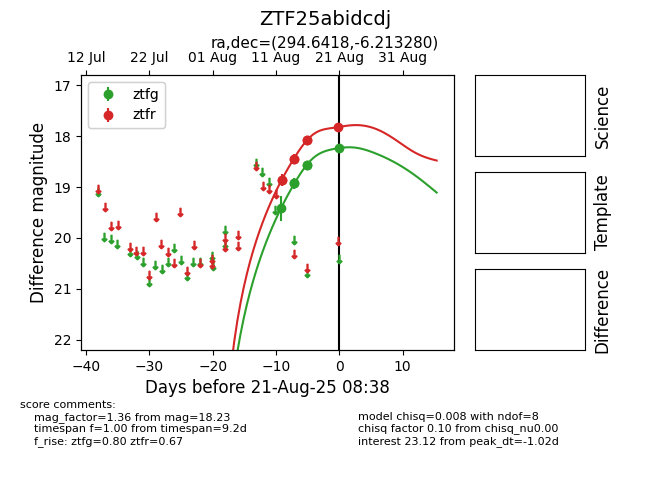 ZTF25abidcdj
ra,dec=(294.6418,-6.213280)
12 Jul 22 Jul 01 Aug 11 Aug 21 Aug 31 Aug
ztfg
ztfr
17
18
19
20
21
22
Difference magnitude
−40 −30 −20 −10 0 10
Days before 21-Aug-25 08:38
Science
Template
Difference
score comments:
mag_factor=1.36 from mag=18.23
timespan f=1.00 from timespan=9.2d
f_rise: ztfg=0.80 ztfr=0.67
model chisq=0.008 with ndof=8
chisq factor 0.10 from chisq_nu0.00
interest 23.12 from peak_dt=-1.02d